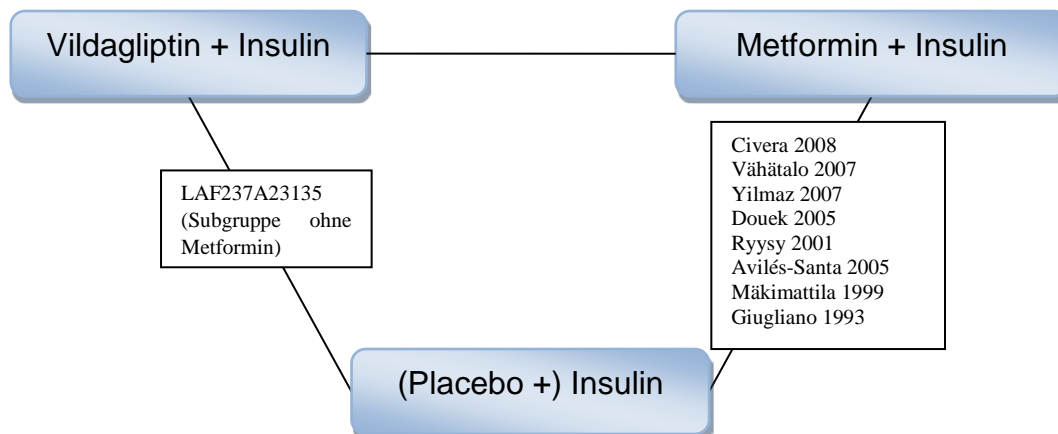 Vildagliptin + Insulin
Metformin + Insulin
LAF237A23135
(Subgruppe ohne
Metformin)
Civera 2008
Vähätalo 2007
Yilmaz 2007
Douek 2005
Ryysy 2001
Avilés-Santa 2005
Mäkimattila 1999
Giugliano 1993
(Placebo +) Insulin